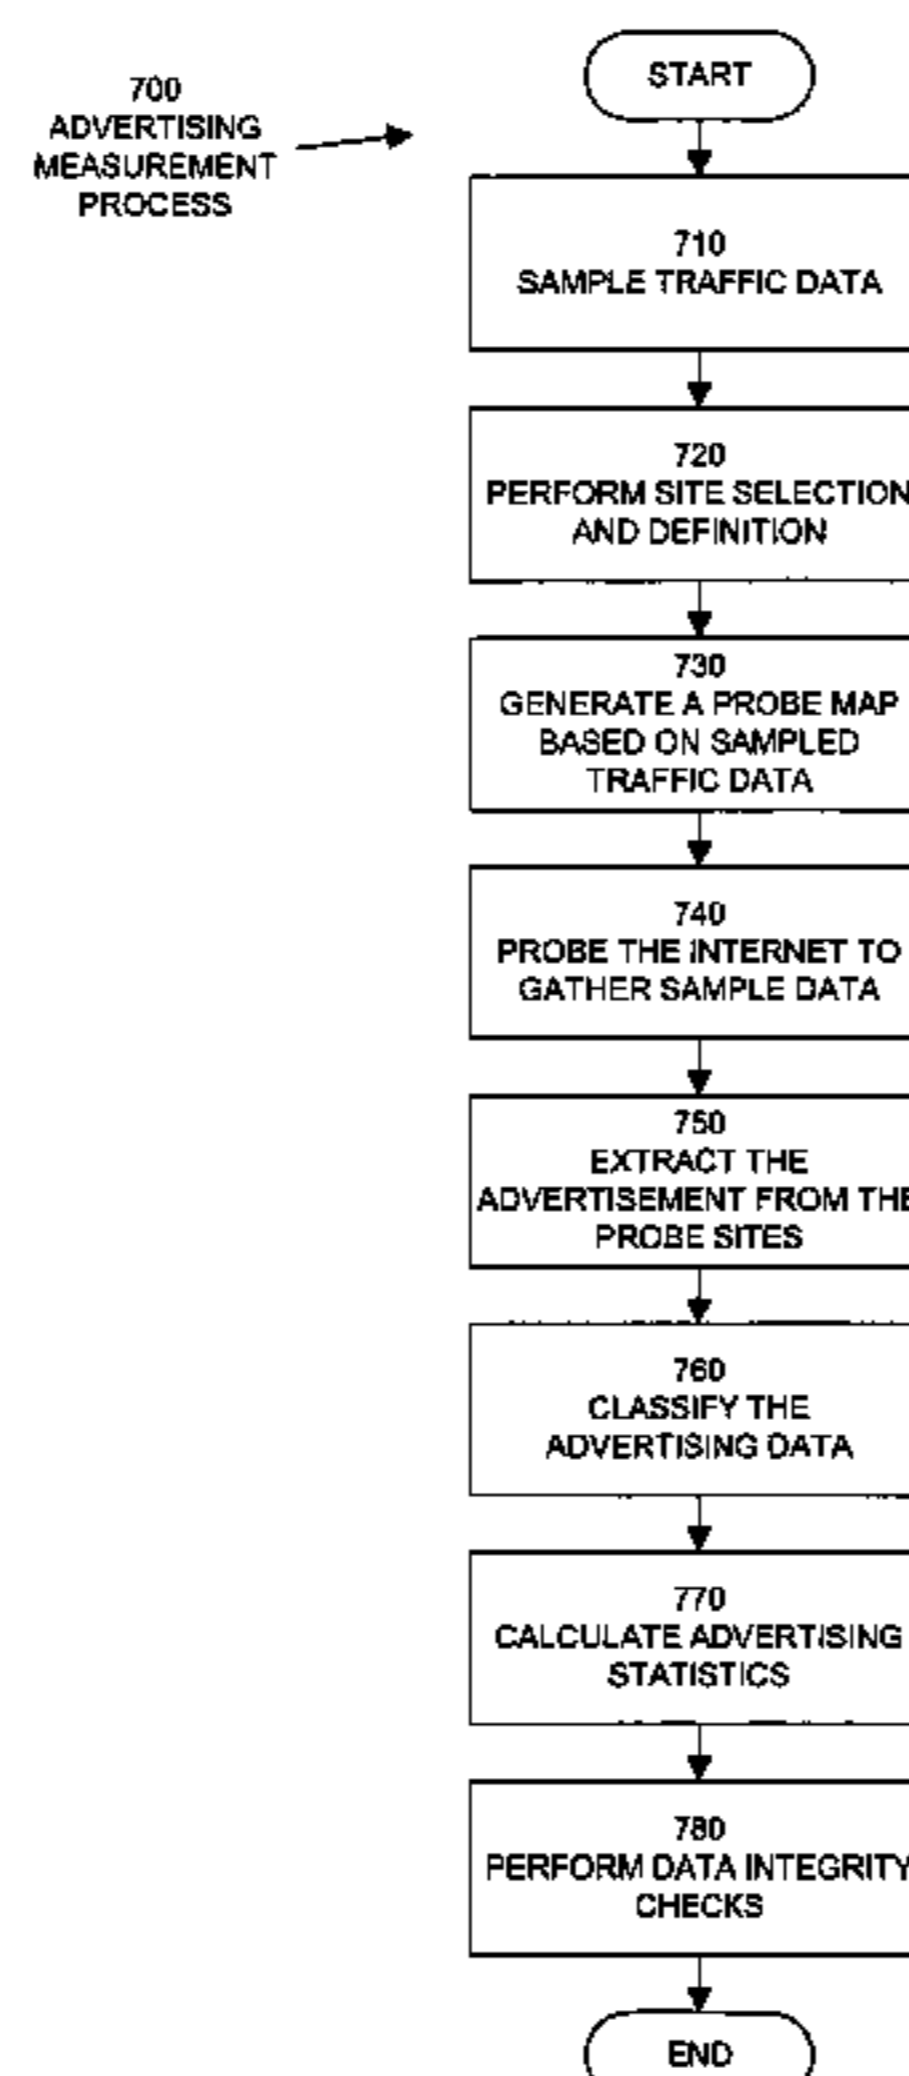 700
ADVERTISING
MEASUREMENT
PROCESS
START
710
SAMPLE TRAFFIC DATA
720
PERFORM SITE SELECTION
AND DEFINITION
730
GENERATE A PROBE MAP
BASED ON SAMPLED
TRAFFIC DATA
740
PROBE THE INTERNET TO
GATHER SAMPLE DATA
750
EXTRACT THE
ADVERTISEMENT FROM THE
PROBE SITES
760
CLASSIFY THE
ADVERTISING DATA
770
CALCULATE ADVERTISING
STATISTICS
780
PERFORM DATA INTEGRITY
CHECKS
END